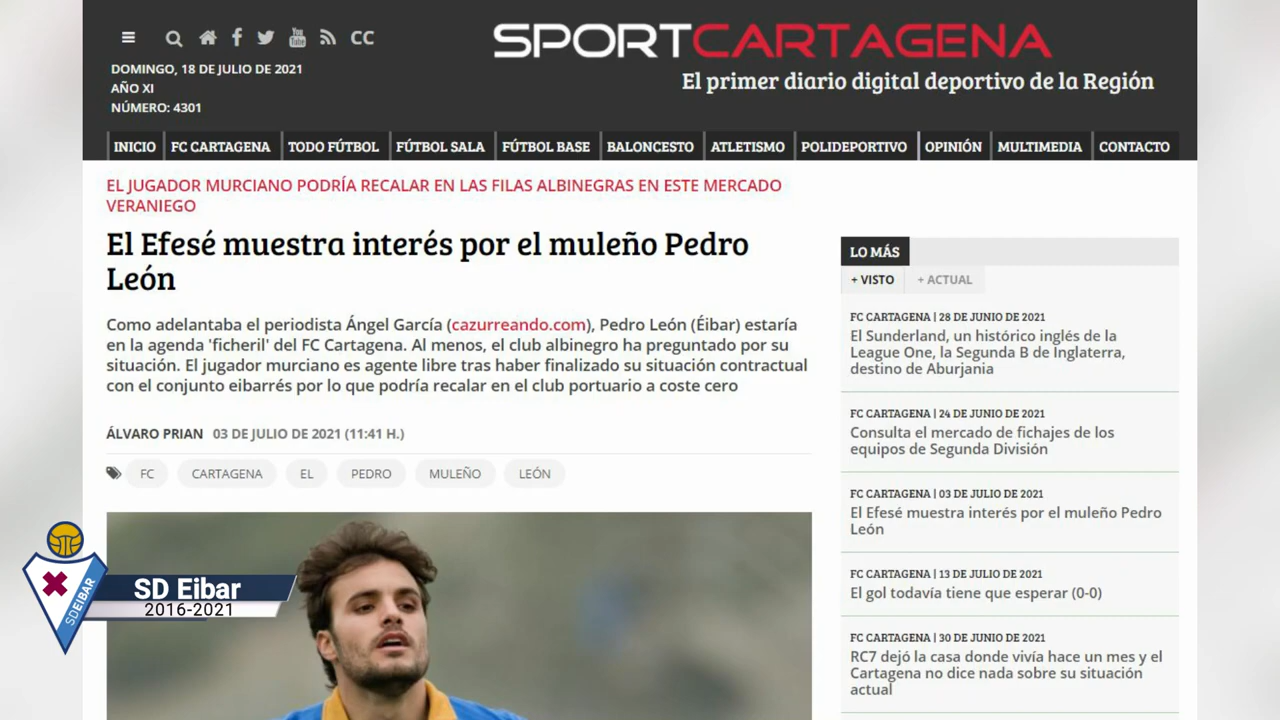 SPORTCARTAGENA
El primer diario digital deportivo de la Región
You
Tube
CC
DOMINGO, 18 DE JULIO DE 2021
AÑO XI
NÚMERO: 4301
INICIO
FC CARTAGENA
TODO FÚTBOL
FÚTBOL SALA
FÚTBOL BASE
BALONCESTO
ATLETISMO
POLIDEPORTIVO
OPINIÓN
MULTIMEDIA
CONTACTO
EL JUGADOR MURCIANO PODRÍA RECALAR EN LAS FILAS ALBINEGRAS EN ESTE MERCADO
VERANIEGO
El Efesé muestra interés por el muleño Pedro
León
Como adelantaba el periodista Ángel García (cazurreando.com), Pedro León (Éibar) estaría
en la agenda 'ficheril' del FC Cartagena. Al menos, el club albinegro ha preguntado por su
situación. El jugador murciano es agente libre tras haber finalizado su situación contractual
con el conjunto eibarrés por lo que podría recalar en el club portuario a coste cero
ÁLVARO PRIAN 03 DE JULIO DE 2021 (11:41 H.)
FC
CARTAGENA
EL
PEDRO
MULEÑO
LEÓN
LO MÁS
+ VISTO
+ ACTUAL
FC CARTAGENA | 28 DE JUNIO DE 2021
El Sunderland, un histórico inglés de la
League One, la Segunda B de Inglaterra,
destino de Aburjania
FC CARTAGENA | 24 DE JUNIO DE 2021
Consulta el mercado de fichajes de los
equipos de Segunda División
FC CARTAGENA | 03 DE JULIO DE 2021
El Efesé muestra interés por el muleño Pedro
León
FC CARTAGENA | 13 DE JULIO DE 2021
El gol todavía tiene que esperar (0-0)
FC CARTAGENA | 30 DE JUNIO DE 2021
RC7 dejó la casa donde vivía hace un mes y el
Cartagena no dice nada sobre su situación
actual
SD EIBAR
SD Eibar
2016-2021